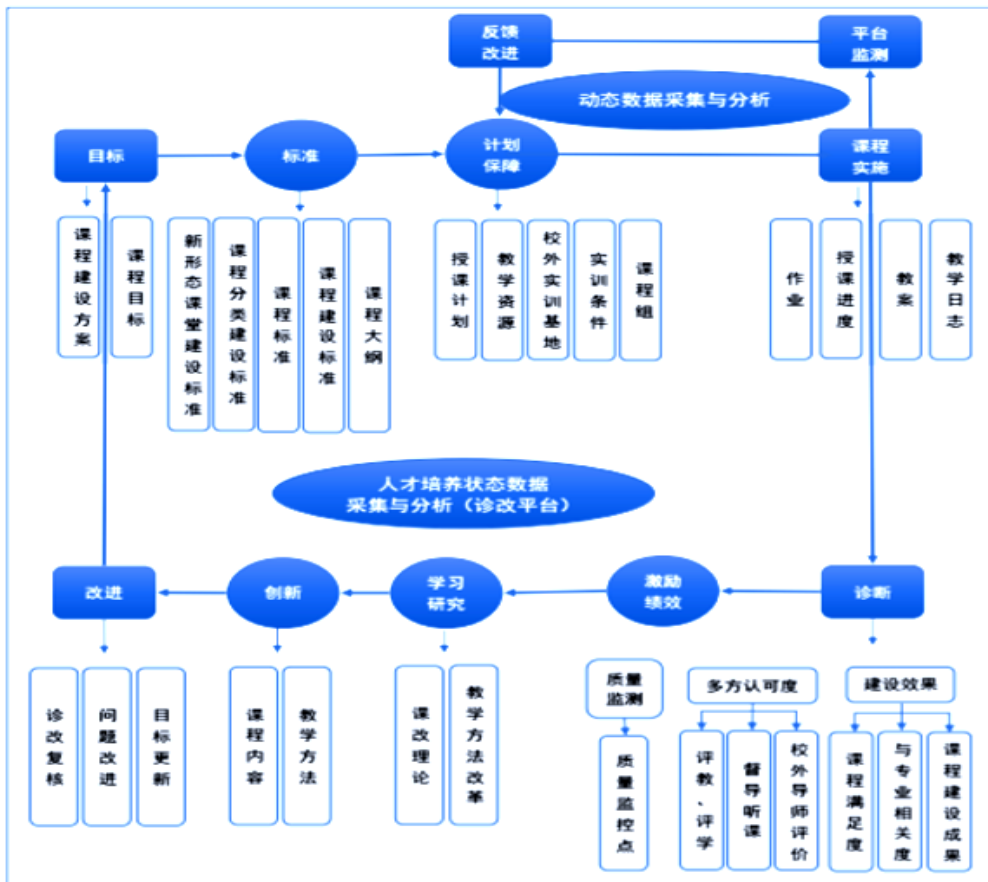 反馈
改进
平台
监测
动态数据采集与分析
目标
标准
计划
保障
课程
实施
课程建设方案
课程目标
新形态课堂建设标准
课程分类建设标准
课程标准
课程建设标准
课程大纲
授课计划
教学资源
校外实训基地
实训条件
课程组
作业
授课进度
教案
教学日志
人才培养状态数据
采集与分析（诊改平台）
改进
创新
学习
研究
激励
绩效
诊断
诊改复核
问题改进
目标更新
课程内容
教学方法
课改理论
教学方法改革
质量
监测
质量监控点
多方认可度
评教、评学
督导听课
校外导师评价
建设效果
课程满足度
与专业相关度
课程建设成果